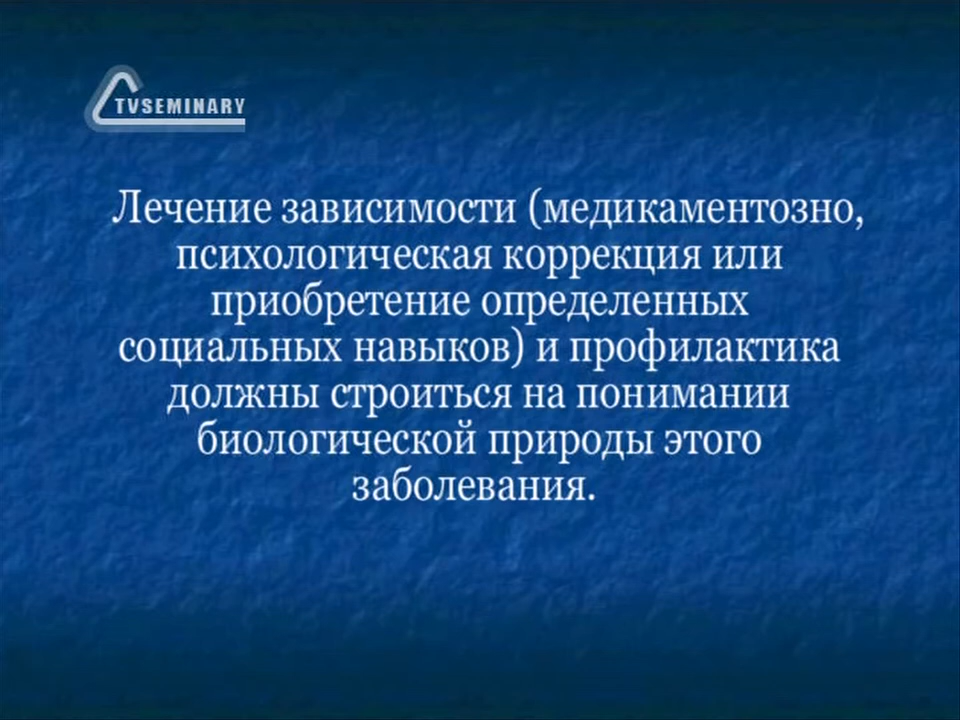 TVSEMINARY
Лечение зависимости (медикаментозно,
психологическая коррекция или
приобретение определенных
социальных навыков) и профилактика
должны строиться на понимании
биологической природы этого
заболевания.